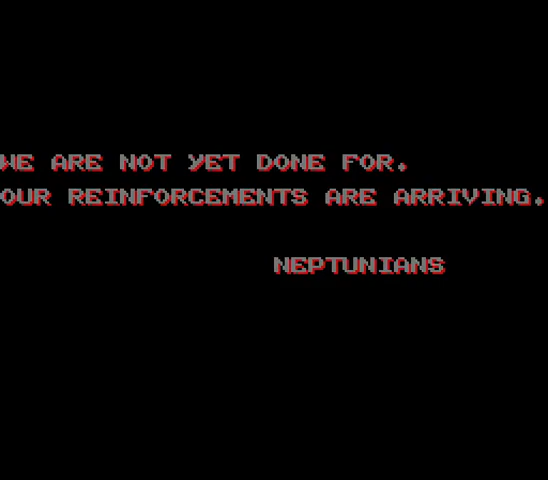 WE ARE NOT YET DONE FOR.
OUR REINFORCEMENTS ARE ARRIVING.
NEPTUNIANS